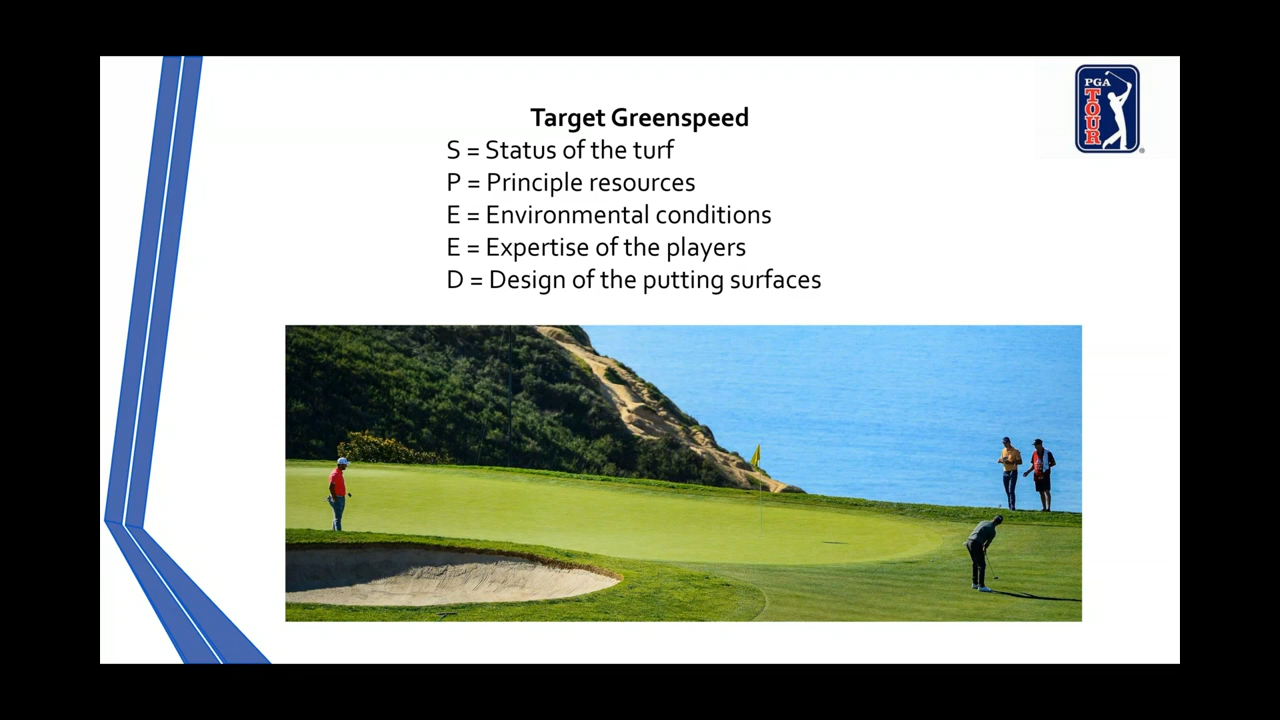 Target Greenspeed
S = Status of the turf
P = Principle resources
E = Environmental conditions
E = Expertise of the players
D = Design of the putting surfaces
PGA
TOUR
®